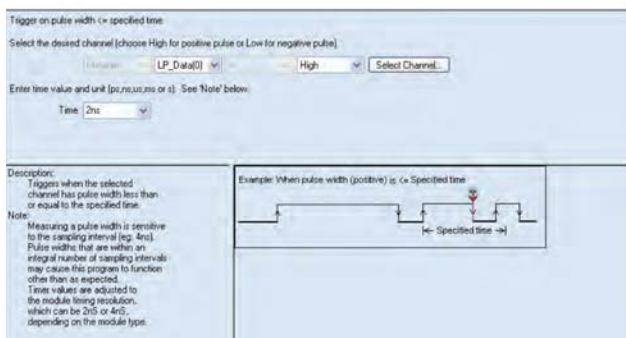 Trigger on pulse width <= specified time.
Select the desired channel (choose High for positive pulse or Low for negative pulse)
LP_Data(0) High Select Channel...
Enter time value and unit (ps,ns,us,ms or s). See 'Note' below.
Time 2ns
Description:
Triggers when the selected
channel has pulse width less than
or equal to the specified time.
Note:
Measuring a pulse width is sensitive
to the sampling interval (eg: 4ns).
Pulse widths that are within an
integral number of sampling intervals
may cause this program to function
other than as expected.
Timer values are adjusted to
the module timing resolution,
which can be 2nS or 4nS,
depending on the module type.
Example: When pulse width (positive) is <= Specified time
Specified time